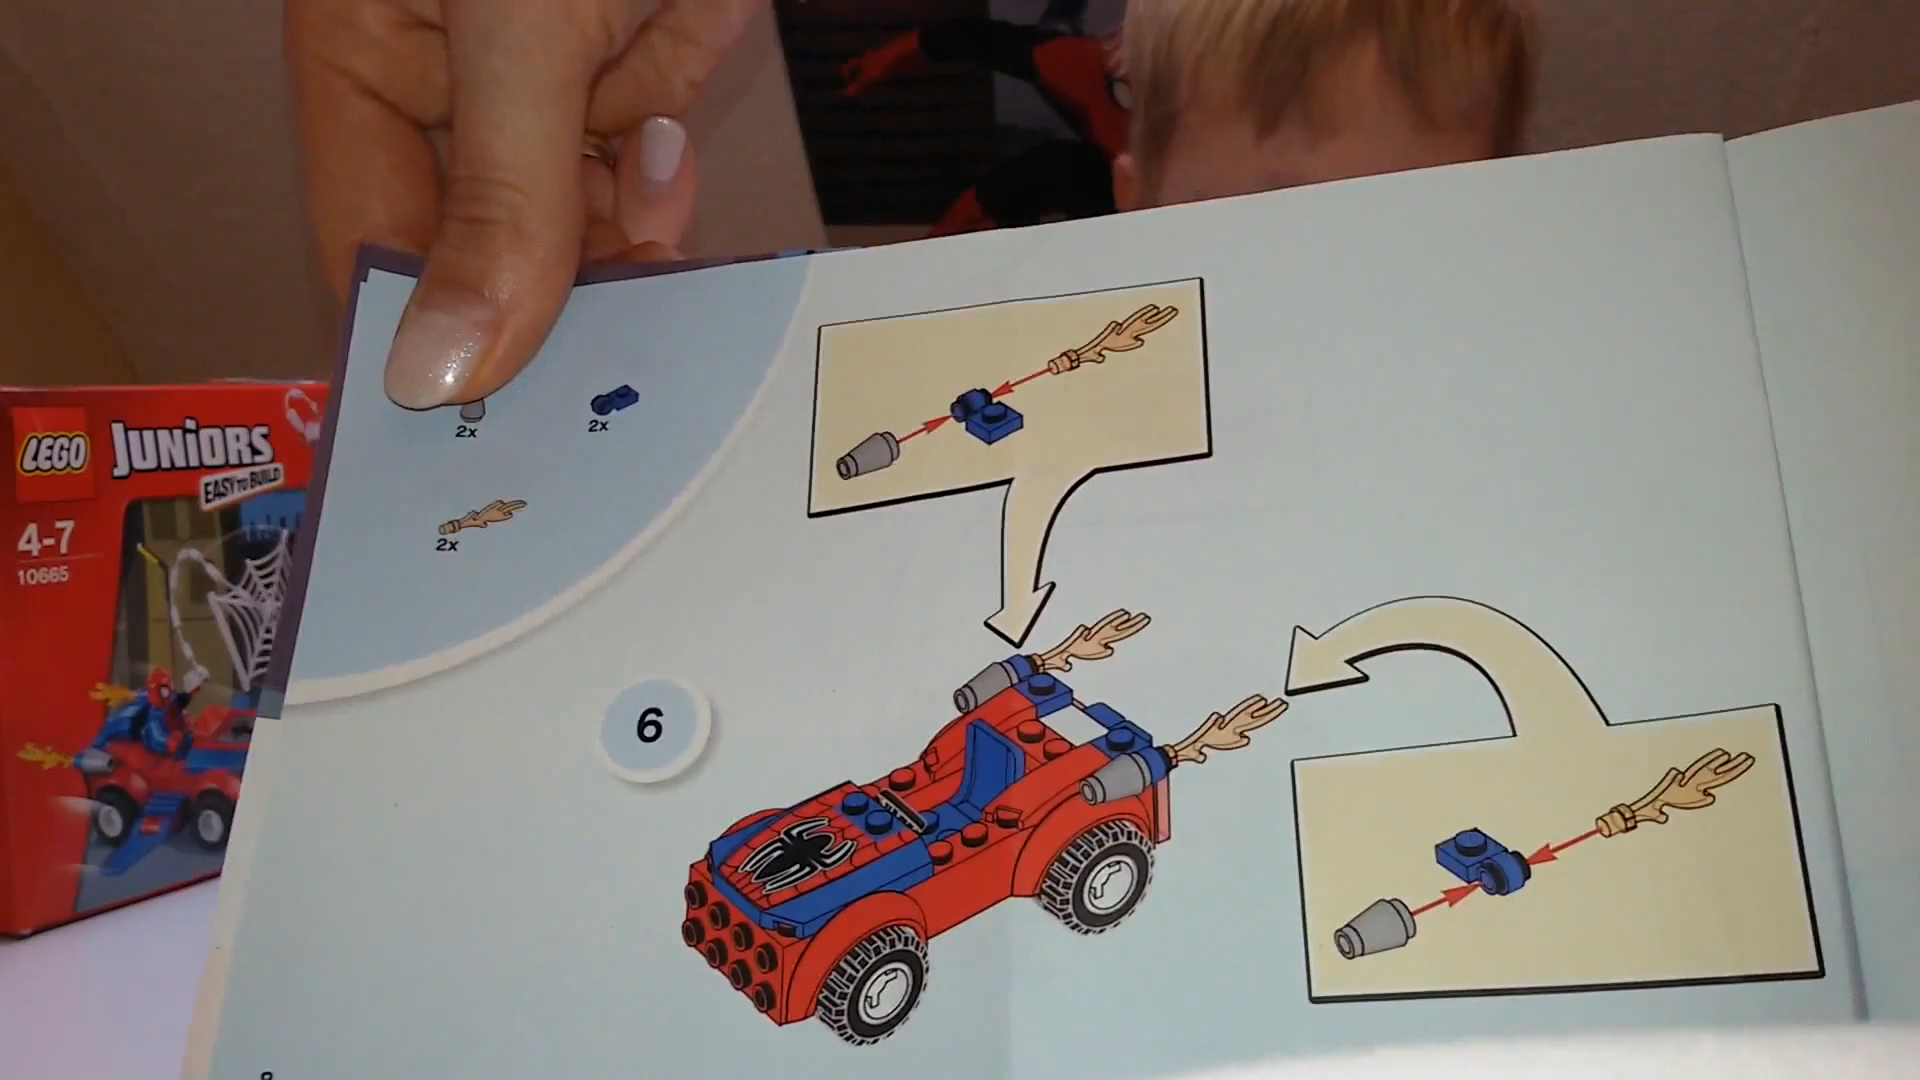 LEGO
JUNiORS
EASY TO BUILD
4-7
10665
2x
2x
2x
6